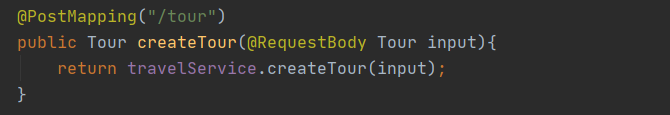 @PostMapping("/tour")
public Tour createTour(@RequestBody Tour input){
    return travelService.createTour(input);
}